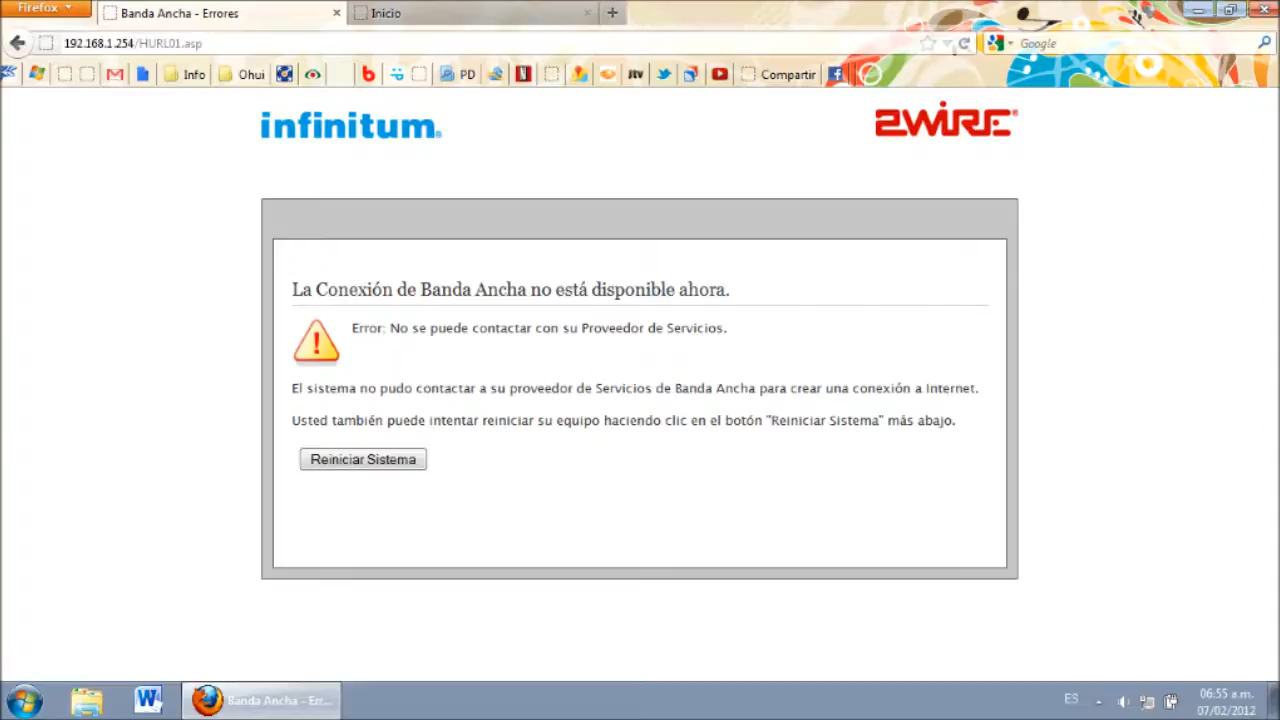 Firefox
Banda Ancha - Errores
Inicio
192.168.1.254/HURL01.asp
Google
Info
Ohui
PD
jtv
Compartir
infinitum®
2WIRE®
La Conexión de Banda Ancha no está disponible ahora.
Error: No se puede contactar con su Proveedor de Servicios.
El sistema no pudo contactar a su proveedor de Servicios de Banda Ancha para crear una conexión a Internet.
Usted también puede intentar reiniciar su equipo haciendo clic en el botón "Reiniciar Sistema" más abajo.
Reiniciar Sistema
Banda Ancha - Err...
ES
06:55 a.m.
07/02/2012